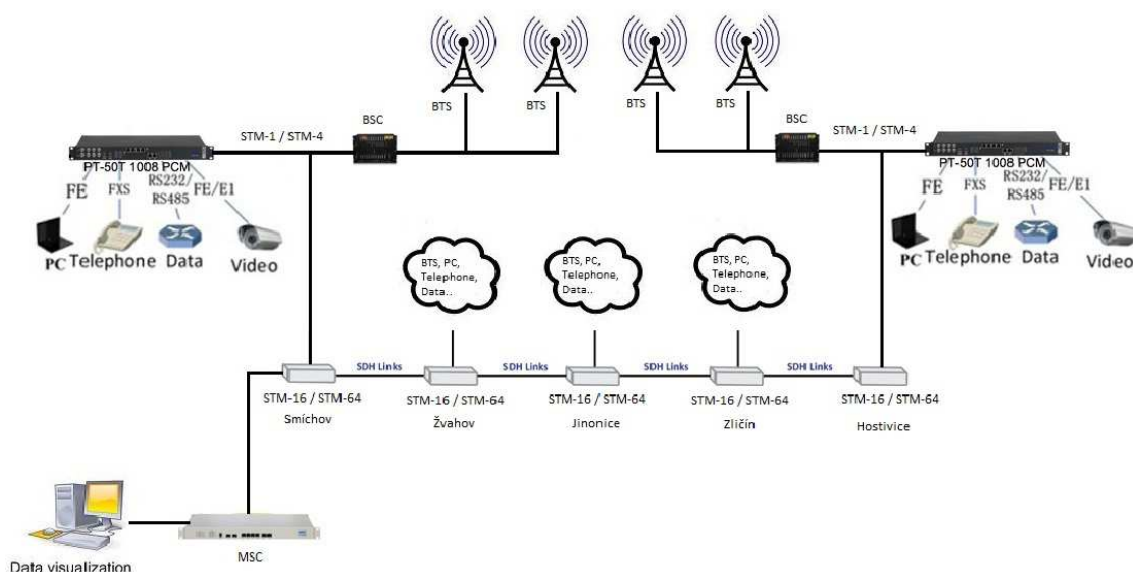 BTS
BTS
BTS
BTS
BSC
BSC
STM-1 / STM-4
STM-1 / STM-4
PT-50T 1008 PCM
FE
FXS
RS232/
RS485
FE/E1
PC
Telephone
Data
Video
PT-50T 1008 PCM
FE
FXS
RS232/
RS485
FE/E1
PC
Telephone
Data
Video
BTS, PC,
Telephone,
Data..
BTS, PC,
Telephone,
Data..
BTS, PC,
Telephone,
Data..
SDH Links
SDH Links
SDH Links
SDH Links
STM-16 / STM-64
Smíchov
STM-16 / STM-64
Žvahov
STM-16 / STM-64
Jinonice
STM-16 / STM-64
Zličín
STM-16 / STM-64
Hostivice
MSC
Data visualization